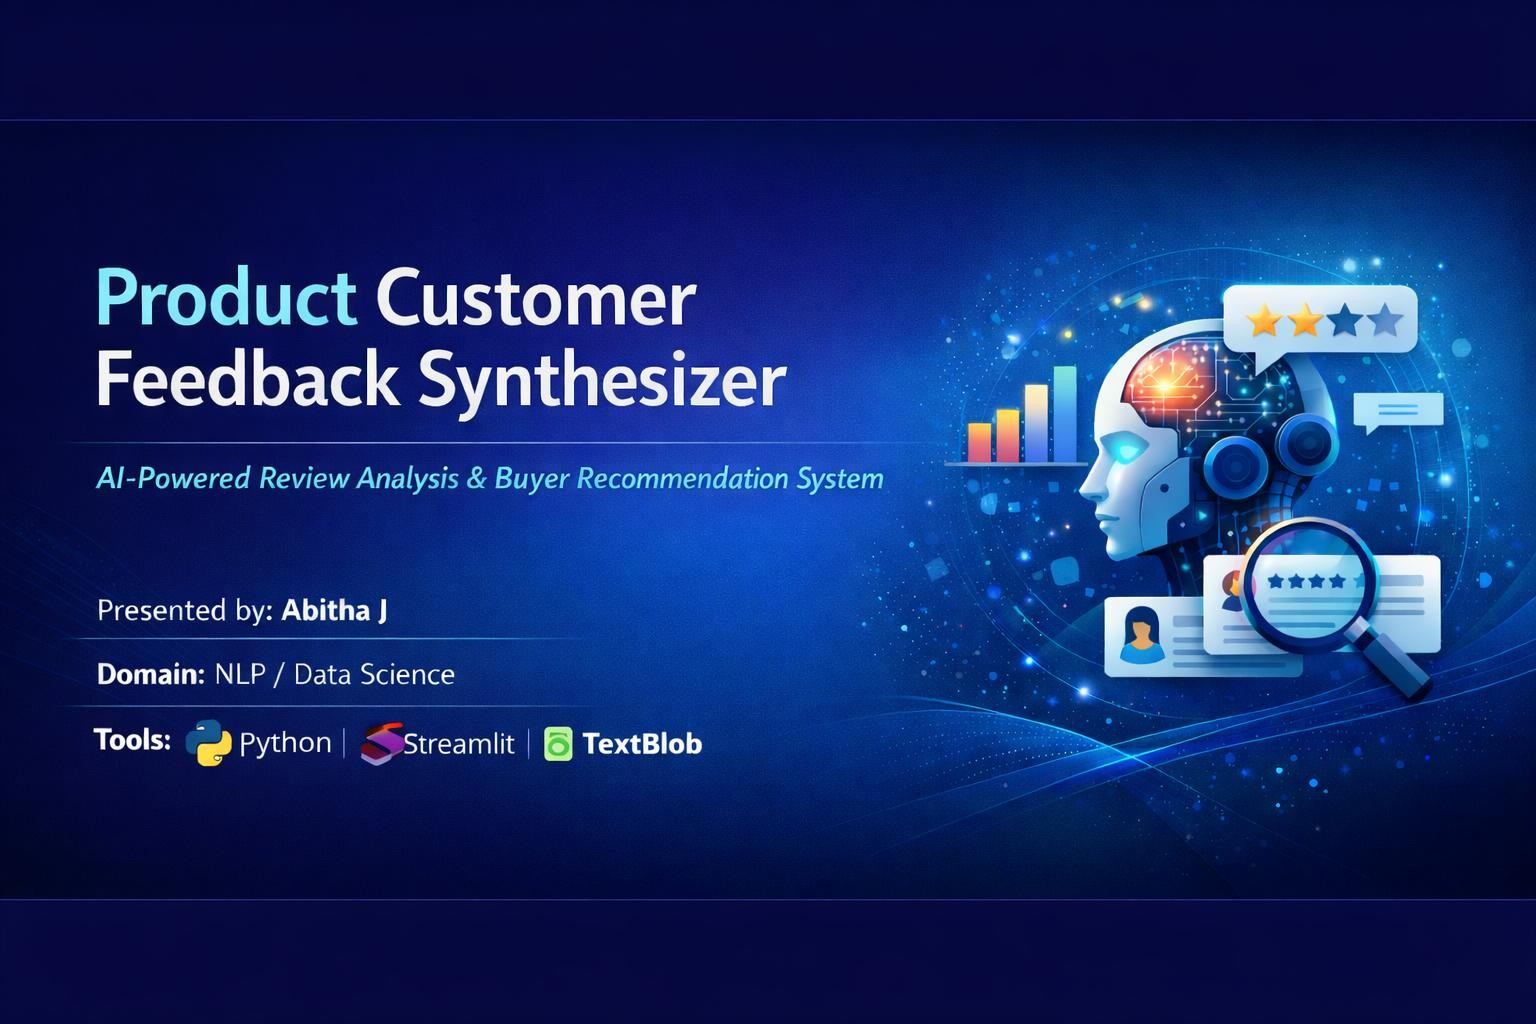 Product Customer
Feedback Synthesizer
AI-Powered Review Analysis & Buyer Recommendation System
Presented by: Abitha J
Domain: NLP / Data Science
Tools: Python | Streamlit | TextBlob